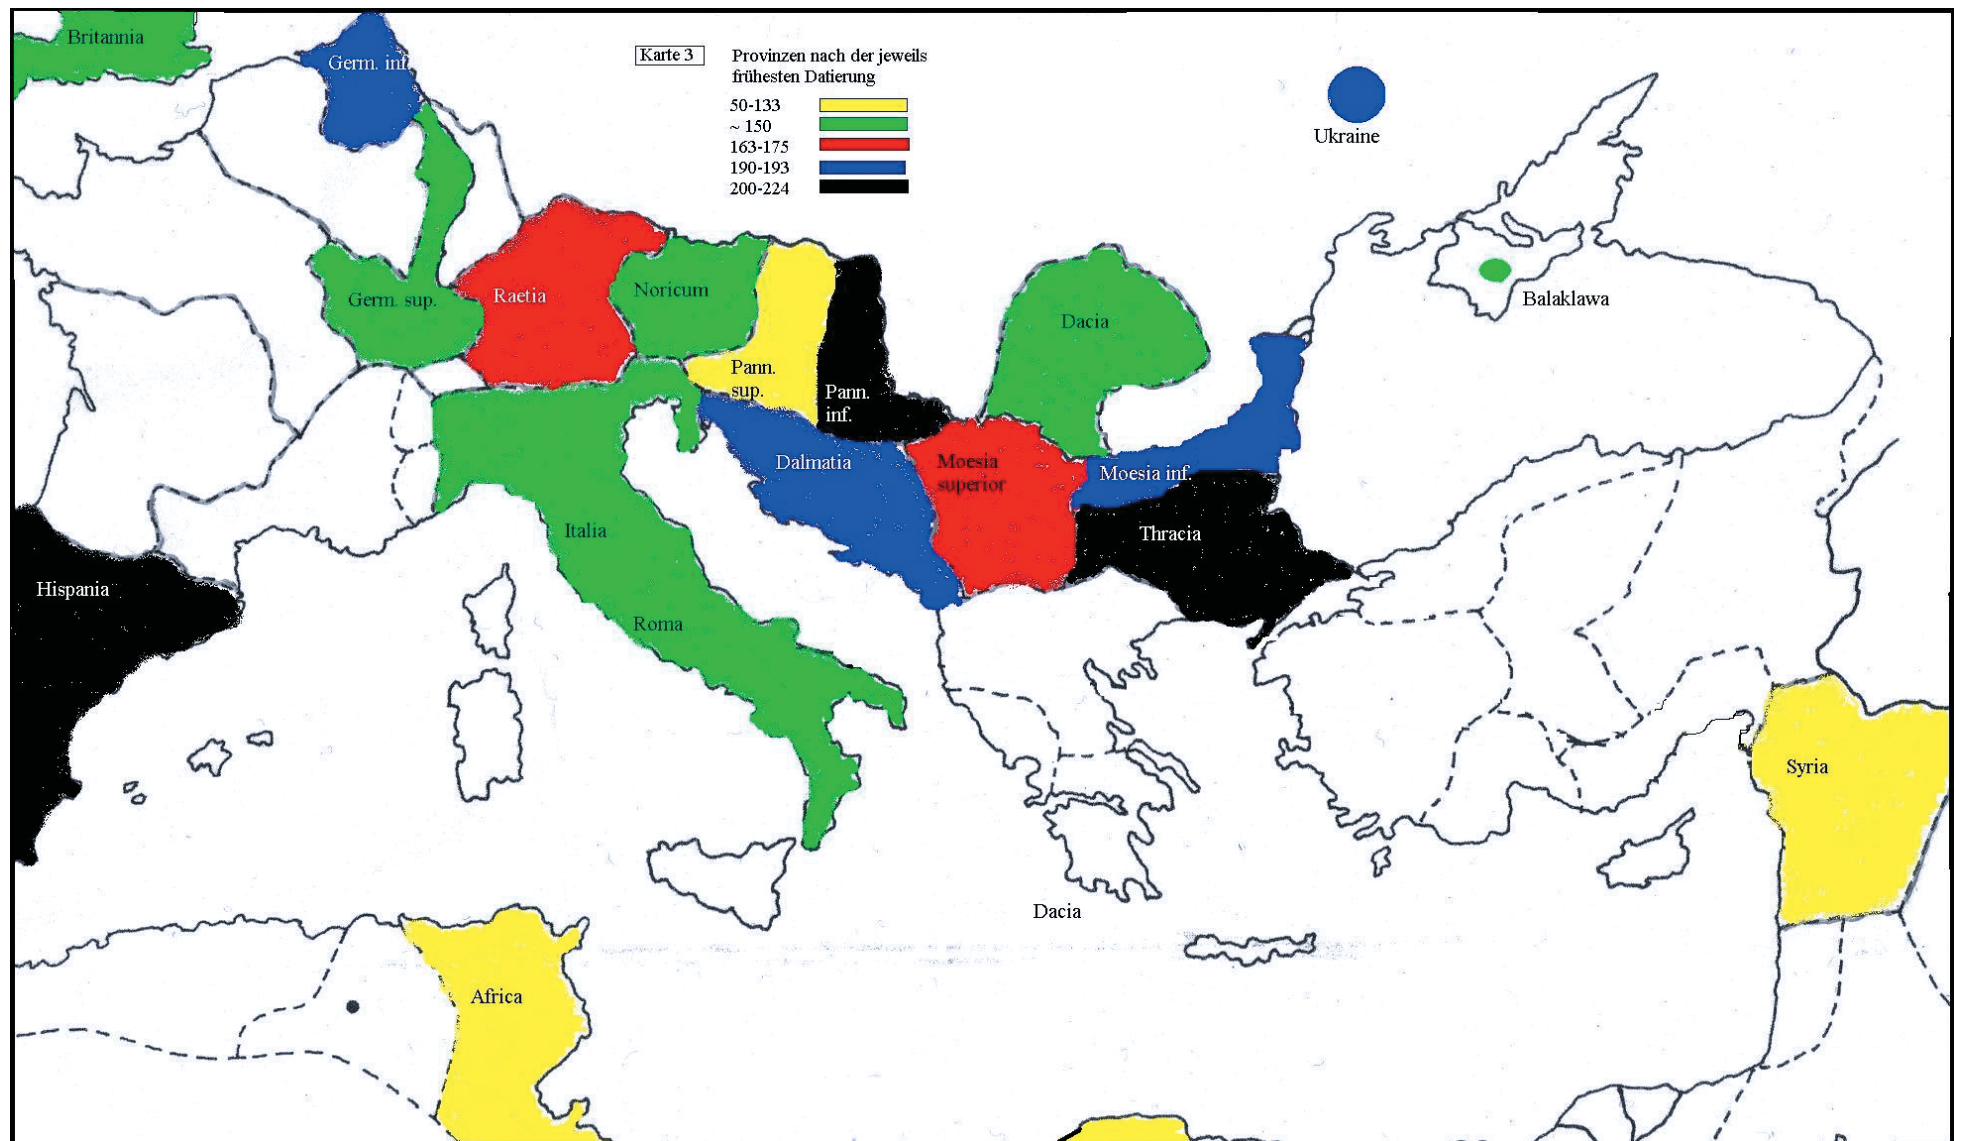 Britannia
Germ. inf.
Karte 3
Provinzen nach der jeweils
frühesten Datierung
50-133
~ 150
163-175
190-193
200-224
Ukraine
Balaklawa
Germ. sup.
Raetia
Noricum
Dacia
Pann.
sup.
Pann.
inf.
Dalmatia
Moesia
superior
Moesia inf.
Thracia
Italia
Hispania
Roma
Syria
Dacia
Africa